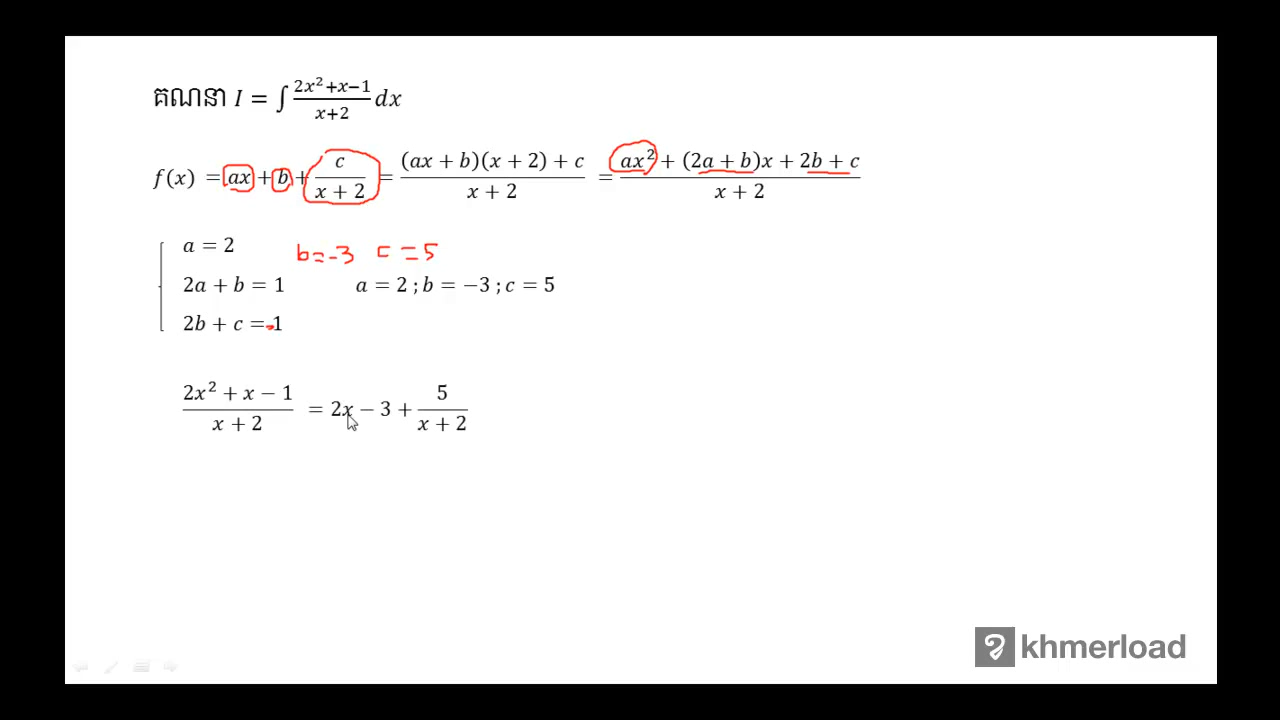 គណនា I = ∫ (2x²+x−1)/(x+2) dx
f(x) = ax + b + c/(x + 2) = ((ax + b)(x + 2) + c)/(x + 2) = (ax² + (2a + b)x + 2b + c)/(x + 2)
a = 2 b=-3 c=5
2a + b = 1 a = 2 ; b = −3 ; c = 5
2b + c = -1
(2x² + x − 1)/(x + 2) = 2x − 3 + 5/(x + 2)
khmerload